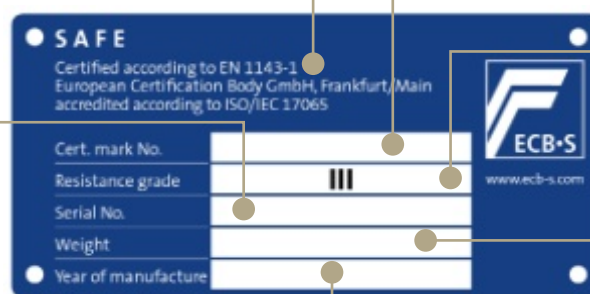 SAFE
Certified according to EN 1143-1
European Certification Body GmbH, Frankfurt/Main
accredited according to ISO/IEC 17065
ECB•S
www.ecb-s.com
Cert. mark No.
Resistance grade III
Serial No.
Weight
Year of manufacture